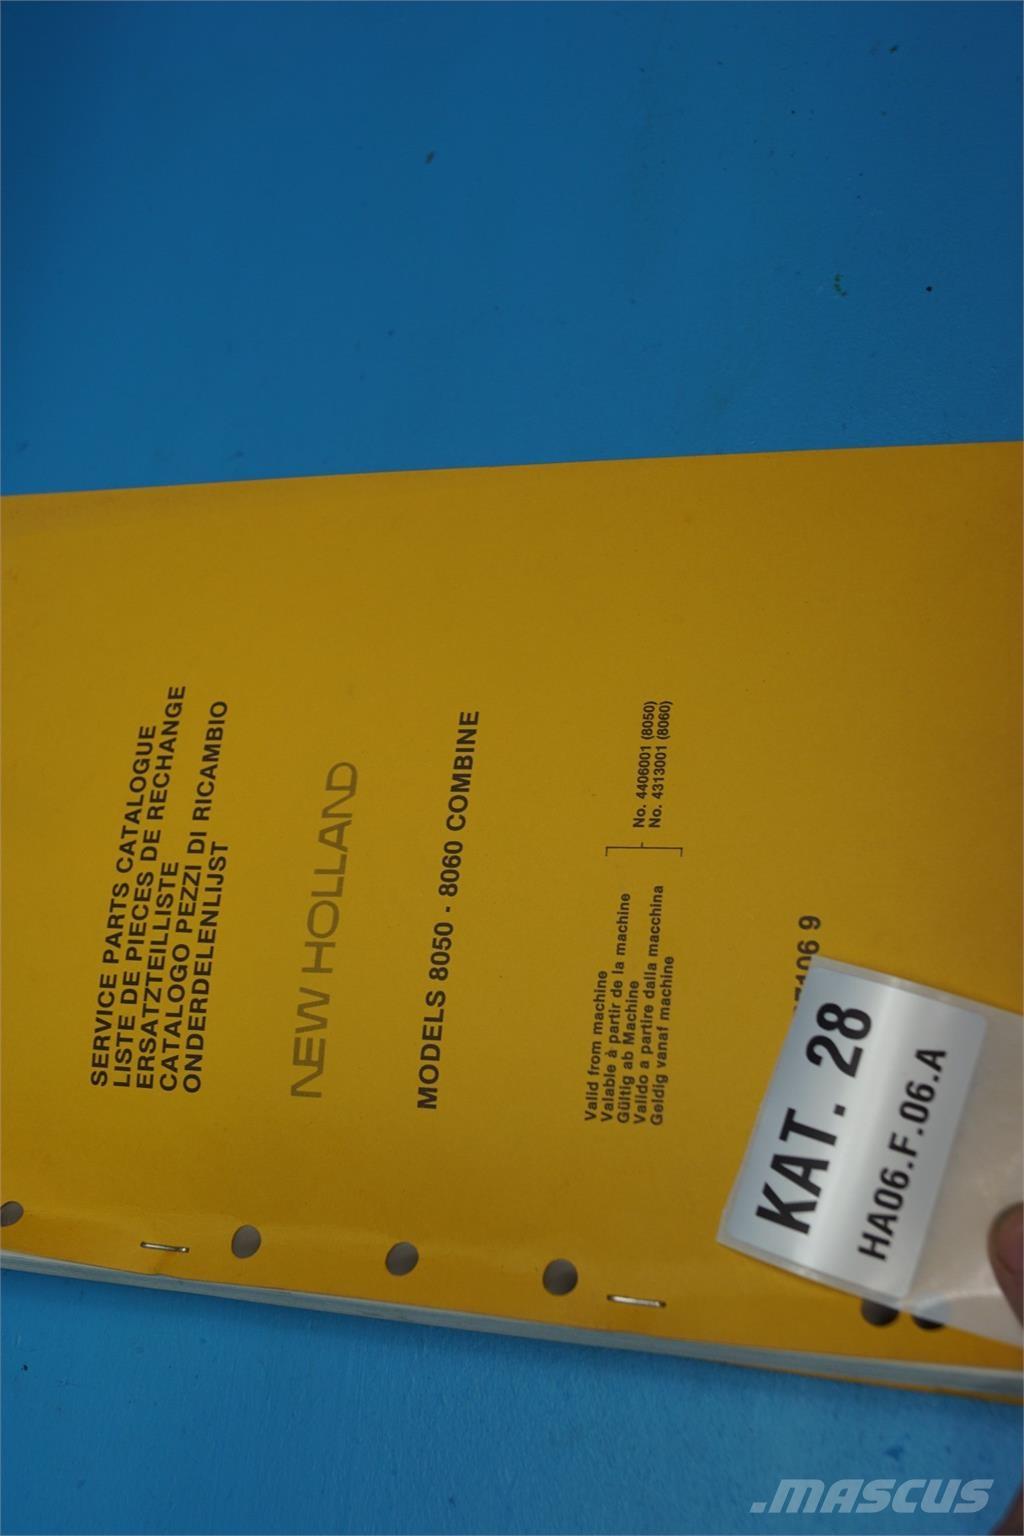 SERVICE PARTS CATALOGUE
LISTE DE PIECES DE RECHANGE
ERSATZTEILLISTE
CATALOGO PEZZI DI RICAMBIO
ONDERDELENLIJST
NEW HOLLAND
MODELS 8050 - 8060 COMBINE
Valid from machine
Valable à partir de la machine
Gültig ab Machine
Valido a partire dalla macchina
Geldig vanaf machine
No. 4406001 (8050)
No. 4313001 (8060)
KAT. 28
HA06.F.06.A
.MASCUS